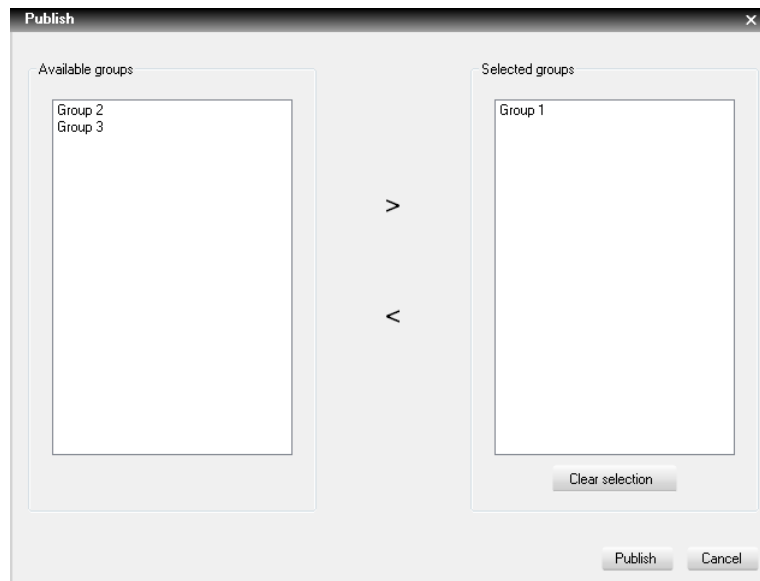 Publish
Available groups
Group 2
Group 3
>
<
Selected groups
Group 1
Clear selection
Publish
Cancel